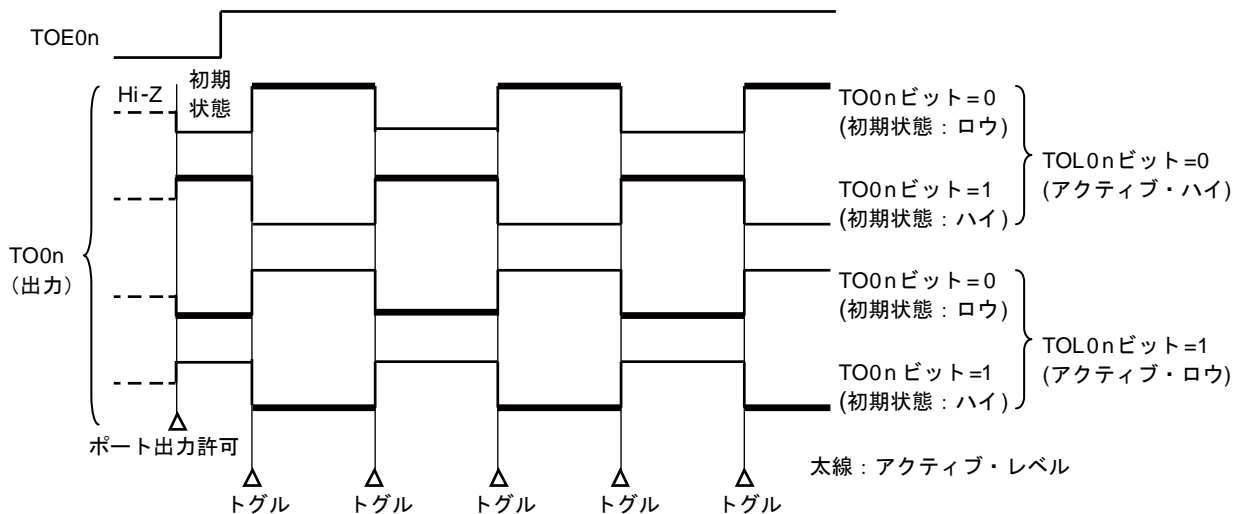 TOE0n
Hi-Z
初期
状態
TO0nビット=0
(初期状態：ロウ)
TOL0nビット=0
(アクティブ・ハイ)
TO0nビット=1
(初期状態：ハイ)
TO0n
（出力）
TO0nビット=0
(初期状態：ロウ)
TOL0nビット=1
(アクティブ・ロウ)
TO0nビット=1
(初期状態：ハイ)
ポート出力許可
太線：アクティブ・レベル
トグル トグル トグル トグル トグル